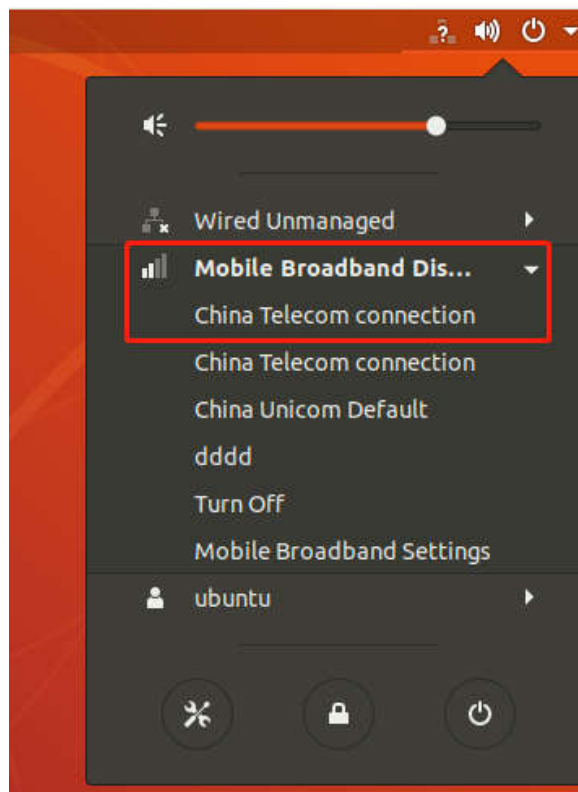 ?
Wired Unmanaged
Mobile Broadband Dis...
China Telecom connection
China Telecom connection
China Unicom Default
dddd
Turn Off
Mobile Broadband Settings
ubuntu